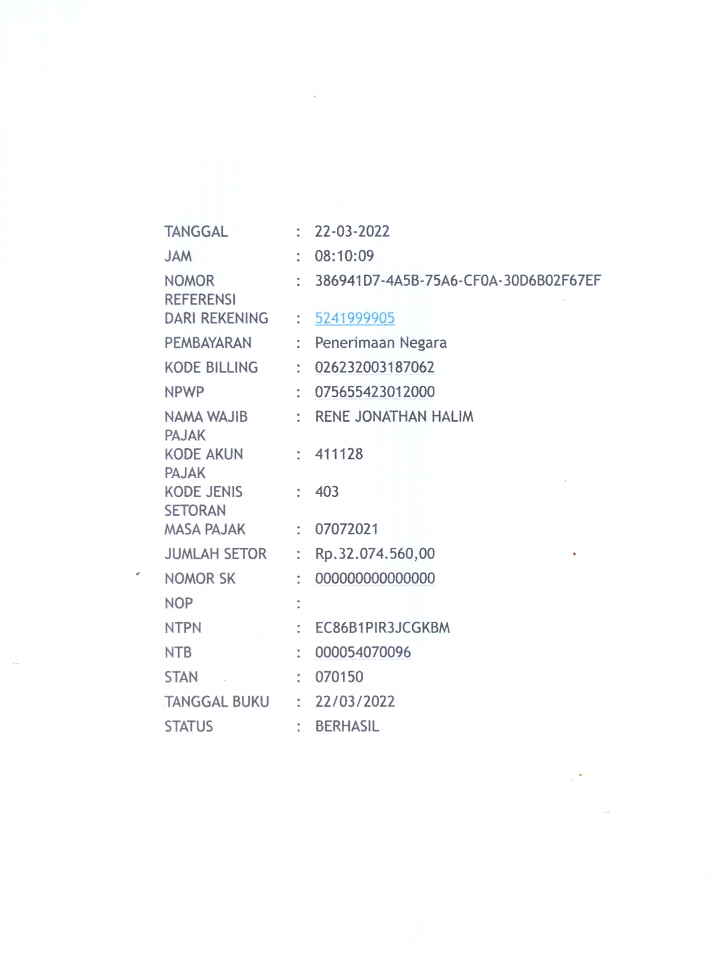 TANGGAL : 22-03-2022
JAM : 08:10:09
NOMOR : 386941D7-4A5B-75A6-CF0A-30D6B02F67EF
REFERENSI
DARI REKENING : 5241999905
PEMBAYARAN : Penerimaan Negara
KODE BILLING : 026232003187062
NPWP : 075655423012000
NAMA WAJIB : RENE JONATHAN HALIM
PAJAK
KODE AKUN : 411128
PAJAK
KODE JENIS : 403
SETORAN
MASA PAJAK : 07072021
JUMLAH SETOR : Rp.32.074.560,00
NOMOR SK : 000000000000000
NOP :
NTPN : EC86B1PIR3JCGKBM
NTB : 000054070096
STAN : 070150
TANGGAL BUKU : 22/03/2022
STATUS : BERHASIL